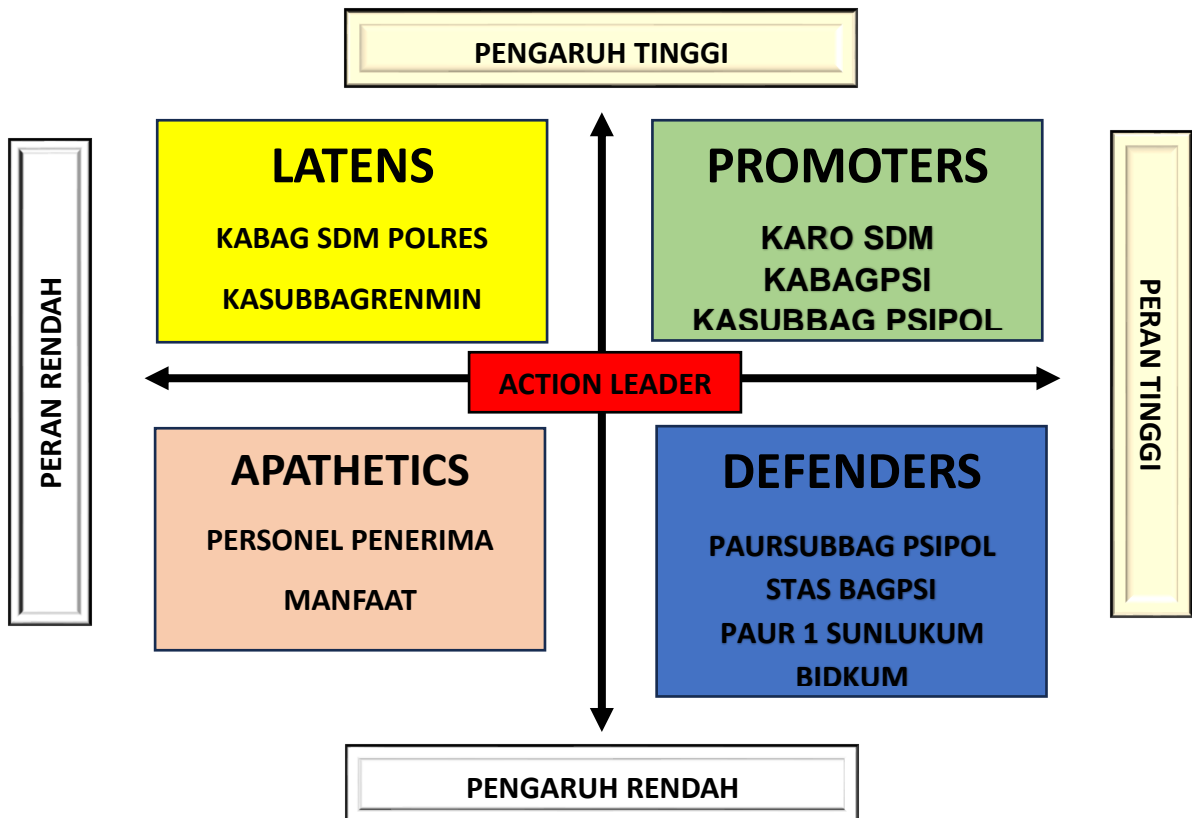 PENGARUH TINGGI
PERAN RENDAH
LATENS
KABAG SDM POLRES
KASUBBAGRENMIN
PROMOTERS
KARO SDM
KABAGPSI
KASUBBAG PSIPOL
PERAN TINGGI
ACTION LEADER
APATHETICS
PERSONEL PENERIMA
MANFAAT
DEFENDERS
PAURSUBBAG PSIPOL
STAS BAGPSI
PAUR 1 SUNLUKUM
BIDKUM
PENGARUH RENDAH